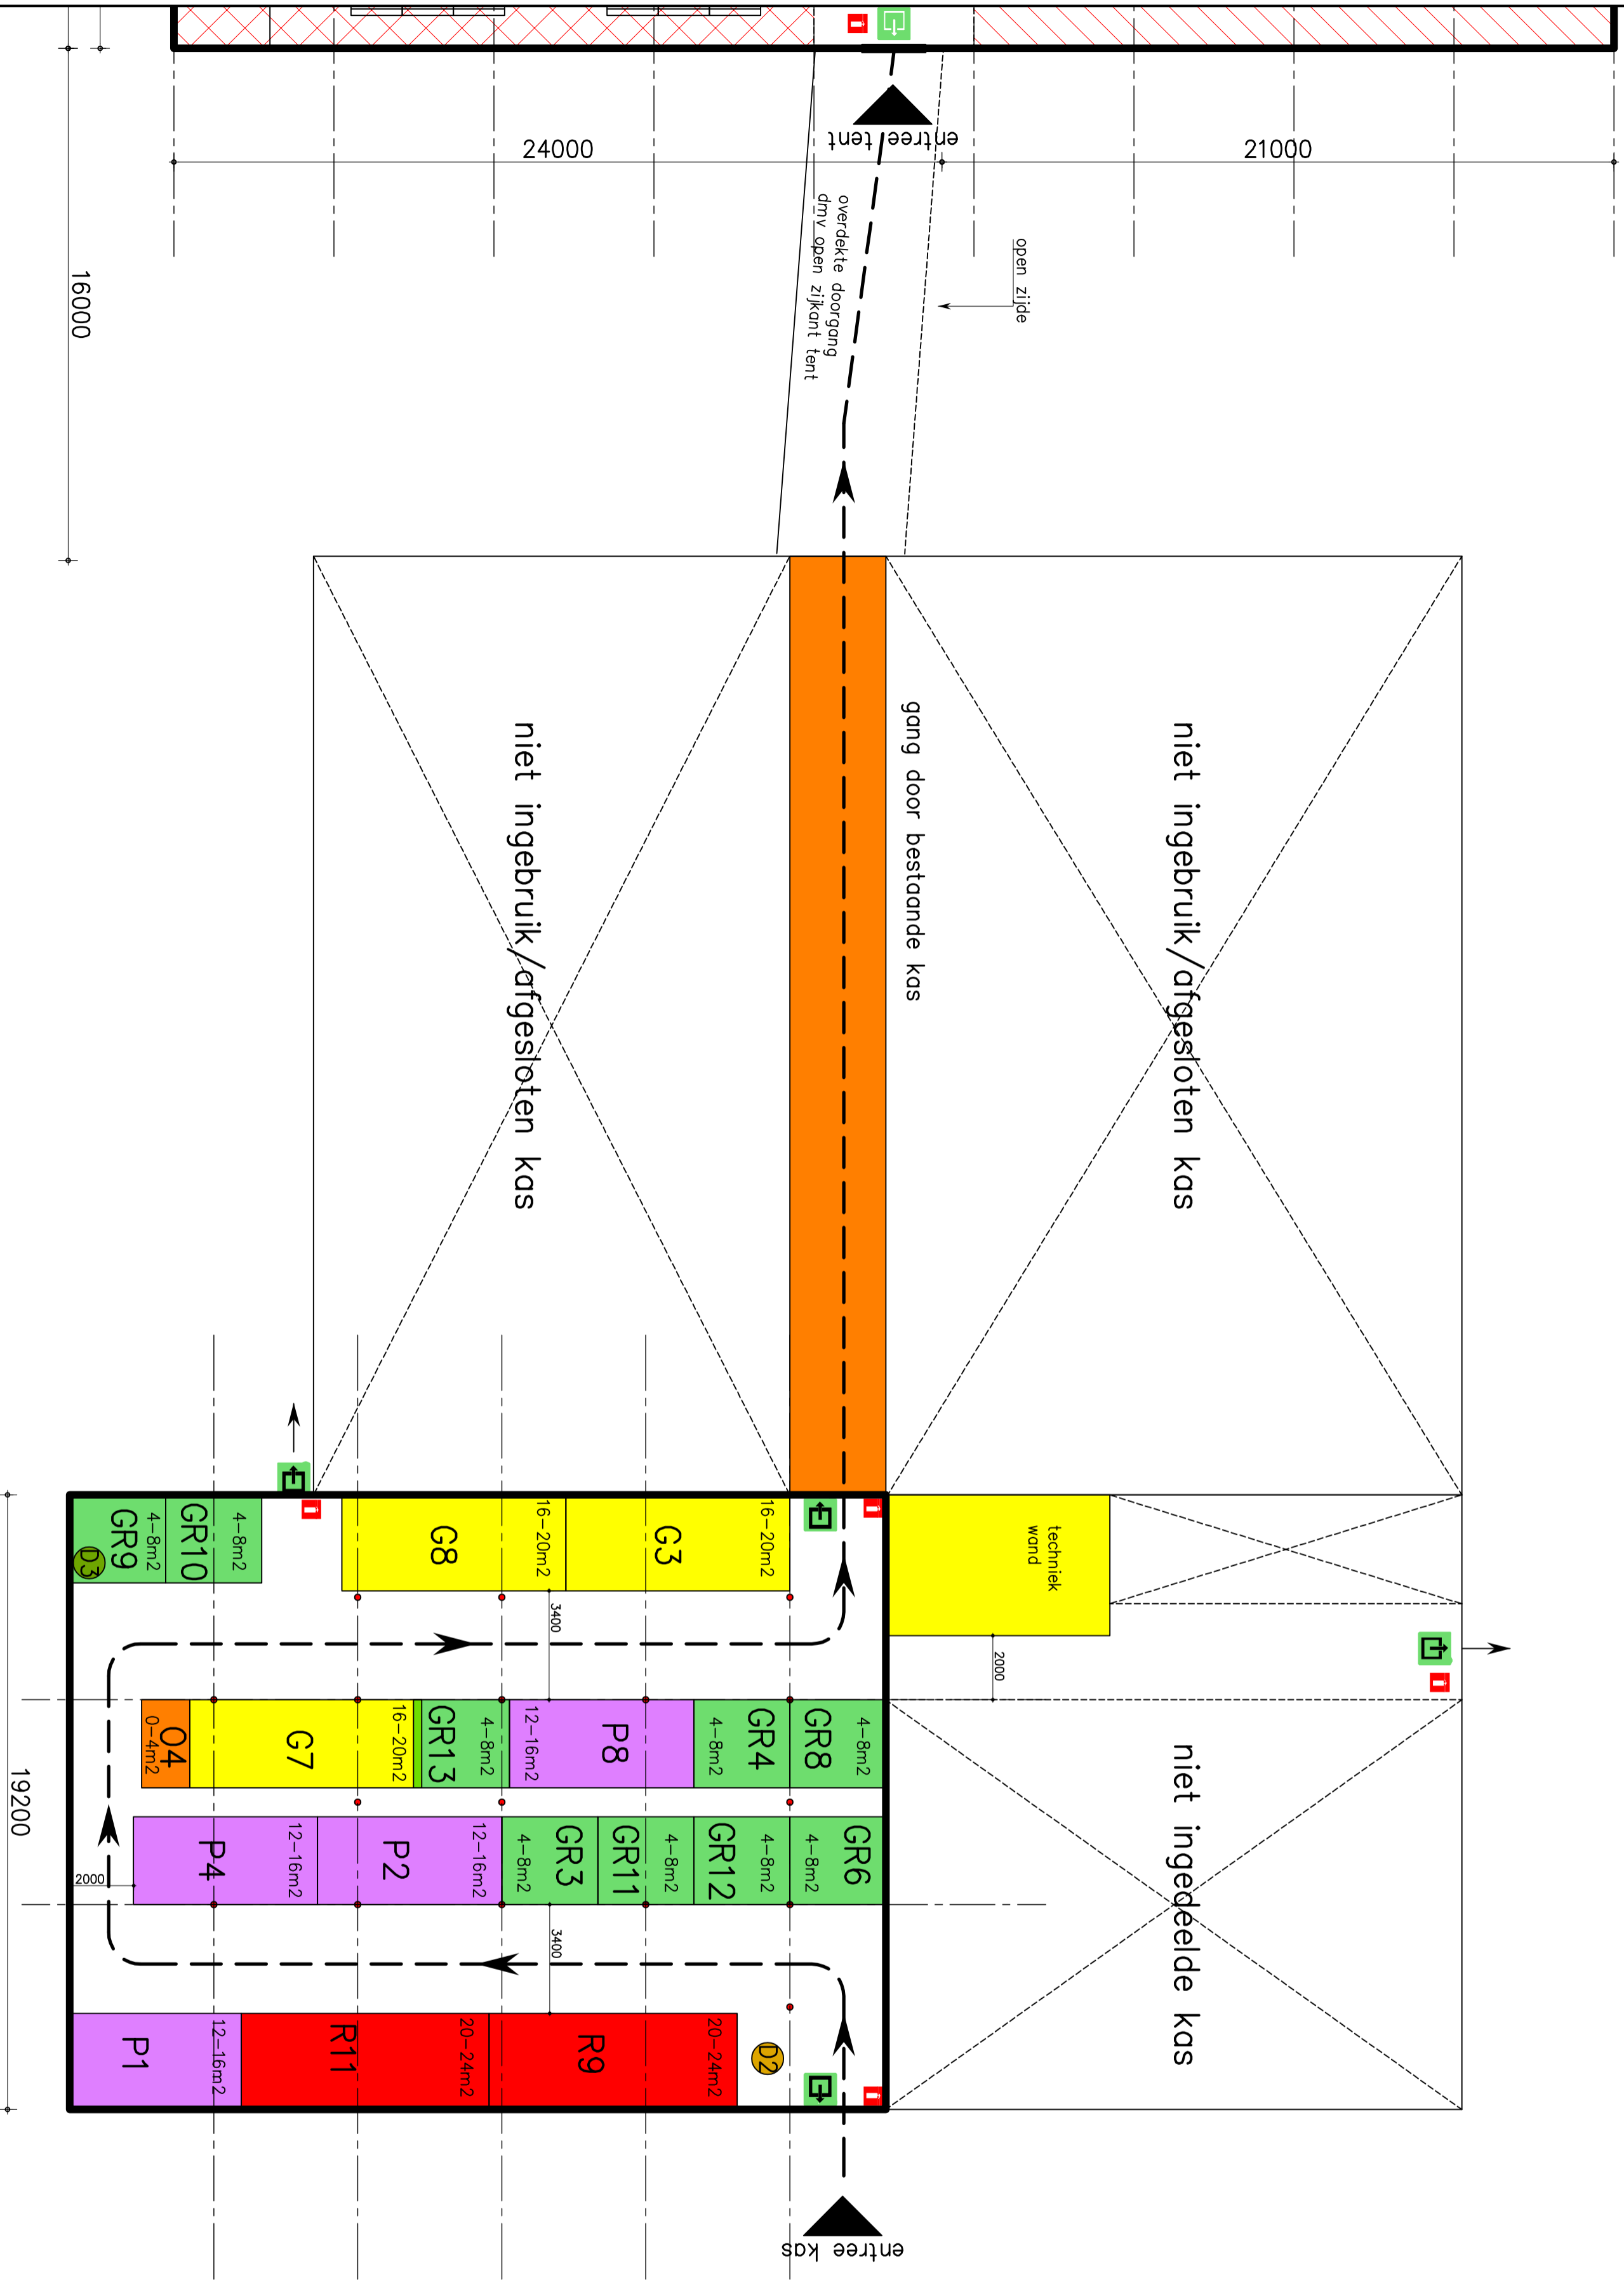 entree tent
24000
21000
overdekte doorgang
dmv open zijkant tent
open zijde
16000
niet ingebruik/afgesloten kas
gang door bestaande kas
niet ingebruik/afgesloten kas
GR9
4-8m2
D3
GR10
4-8m2
G8
16-20m2
G3
16-20m2
techniek
wand
3400
2000
O4
0-4m2
G7
16-20m2
GR13
4-8m2
P8
12-16m2
GR4
4-8m2
GR8
4-8m2
19200
P4
12-16m2
P2
12-16m2
GR3
4-8m2
GR11
4-8m2
GR12
4-8m2
GR6
4-8m2
2000
3400
niet ingedeelde kas
P1
12-16m2
R11
20-24m2
R9
20-24m2
D2
entree kas